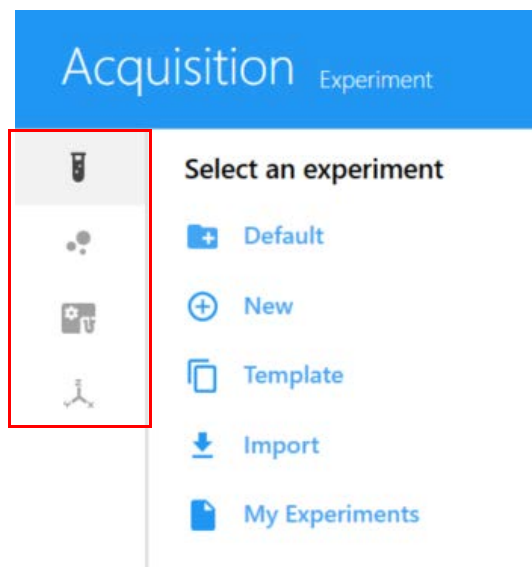 Acquisition Experiment
Select an experiment
Default
New
Template
Import
My Experiments